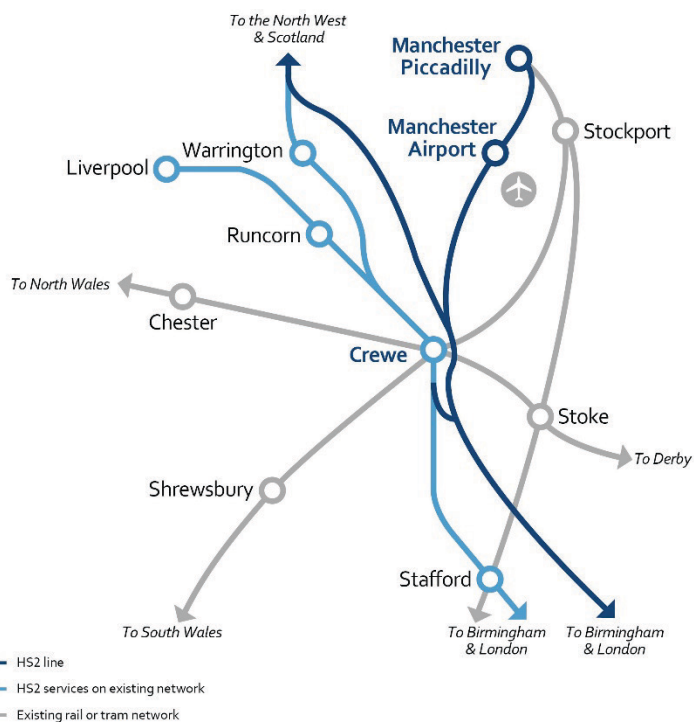 To the North West
& Scotland
Manchester
Piccadilly
Manchester
Airport
Stockport
Warrington
Liverpool
Runcorn
To North Wales
Chester
Crewe
Stoke
To Derby
Shrewsbury
Stafford
To South Wales
To Birmingham
& London
To Birmingham
& London
HS2 line
HS2 services on existing network
Existing rail or tram network